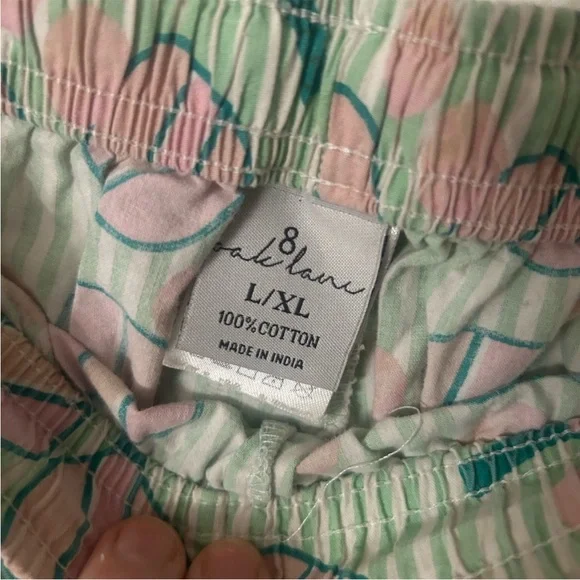 8
oak lane
L/XL
100% COTTON
MADE IN INDIA